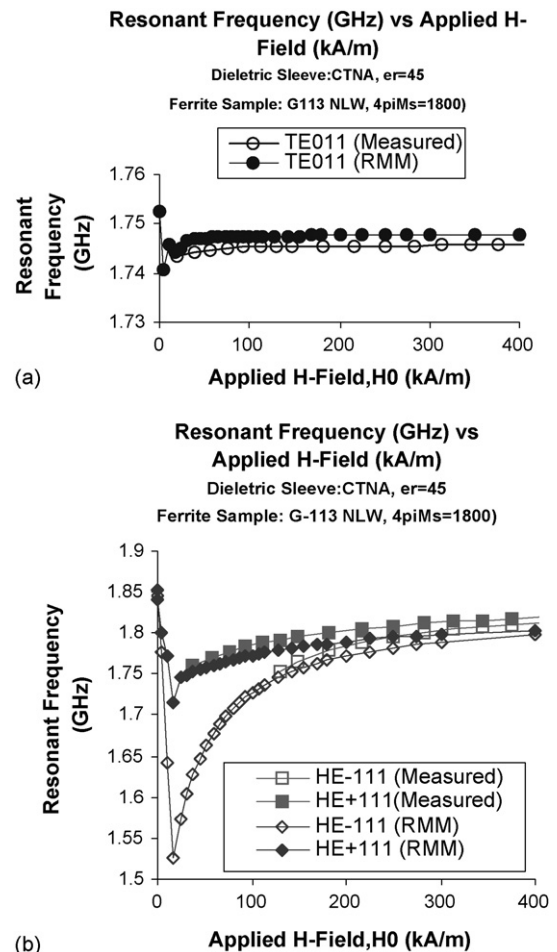 Resonant Frequency (GHz) vs Applied H-
Field (kA/m)
Dieletric Sleeve:CTNA, er=45
Ferrite Sample: G113 NLW, 4piMs=1800)
TE011 (Measured)
TE011 (RMM)
1.76
1.75
1.74
1.73
Resonant
Frequency
(GHz)
0 100 200 300 400
Applied H-Field,H0 (kA/m)
(a)
Resonant Frequency (GHz) vs
Applied H-Field (kA/m)
Dieletric Sleeve:CTNA, er=45
Ferrite Sample: G-113 NLW, 4piMs=1800)
1.9
1.85
1.8
1.75
1.7
1.65
1.6
1.55
1.5
Resonant Frequency
(GHz)
HE-111 (Measured)
HE+111(Measured)
HE-111 (RMM)
HE+111 (RMM)
0 100 200 300 400
Applied H-Field,H0 (kA/m)
(b)